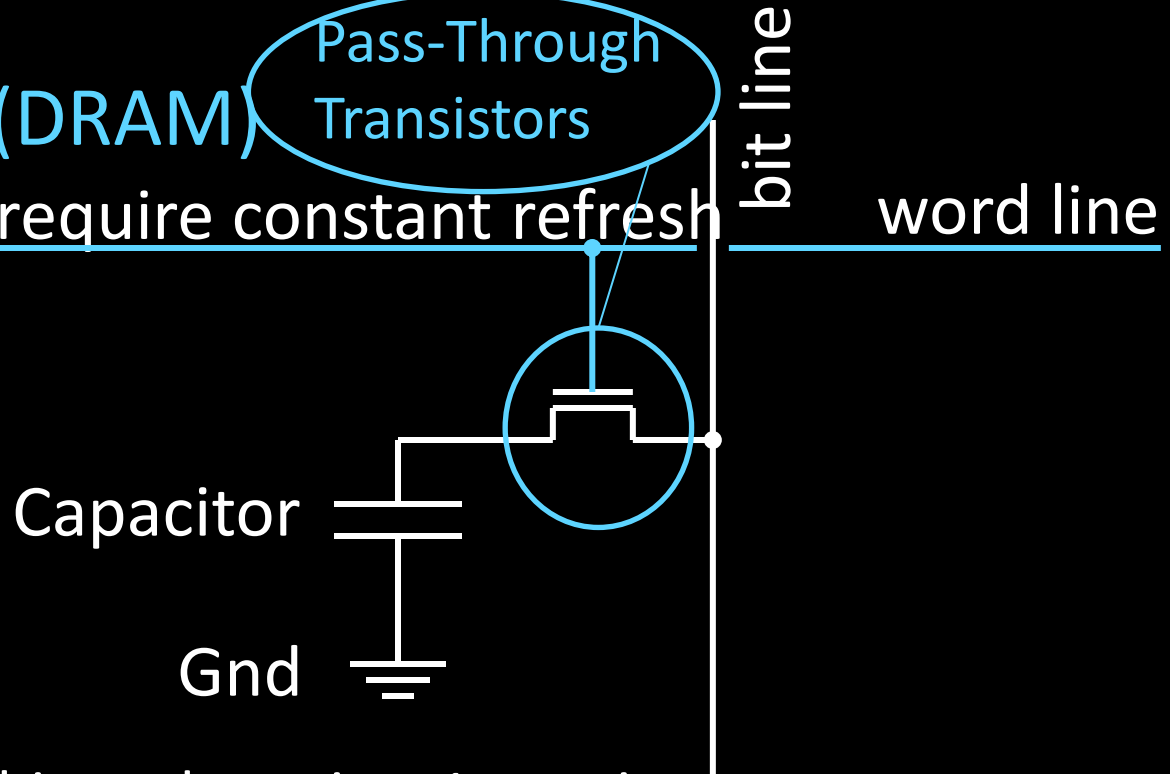 Pass-Through
Transistors
(DRAM)
bit line
require constant refresh
word line
Capacitor
Gnd